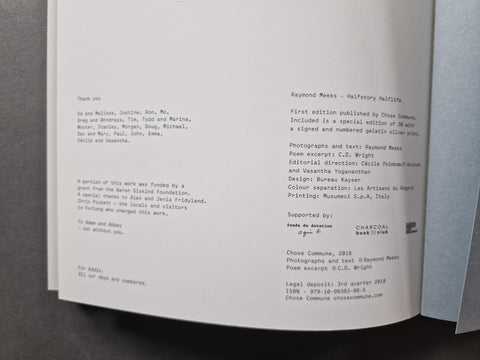 Thank you
Ed and Melissa, Justine, Ron, Mo,
Greg and Rhodraye, Tim, Todd and Marina,
Wouter, Stanley, Morgan, Doug, Michael,
Dan and Mary, Paul, John, Emma,
Cécile and Vasantha.
A portion of this work was funded by a
grant from the Aaron Siskind Foundation.
A special thanks to Alex and Jenia Fridlyand.
Chris Pickett - the locals and visitors
to Furlong who charged this work.
To Adam and Abbey
- not without you.
For Addie.
All our days are numbered.
Raymond Meeks - Halfstory Halflife
First edition published by Chose Commune.
Included is a special edition of 30 with
a signed and numbered gelatin silver print.
Photographs and text: Raymond Meeks
Poem excerpt: C.D. Wright
Editorial direction: Cécile Poimboeuf-Koizumi
and Vasantha Yogananthan
Design: Bureau Kayser
Colour separation: Les Artisans du Regard
Printing: Musumeci S.p.A, Italy
Supported by:
fonds de dotation
agnès b.
CHARCOAL
book club
Chose Commune, 2018
Photographs and text ©Raymond Meeks
Poem excerpt ©C.D. Wright
Legal deposit: 3rd quarter 2018
ISBN - 979-10-96383-08-5
Chose Commune chosecommune.com